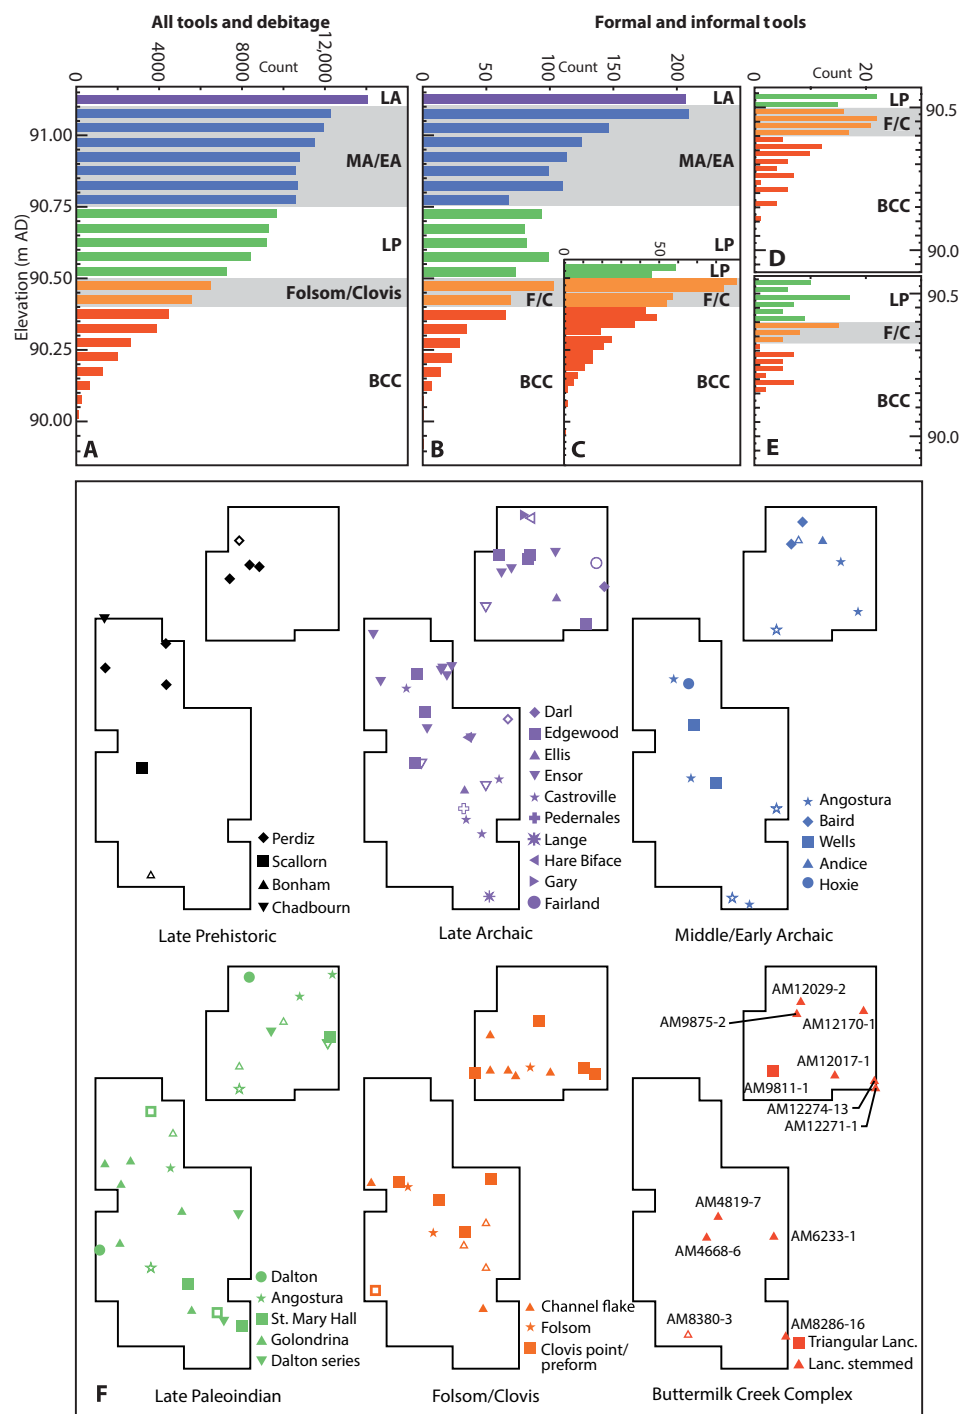 All tools and debitage
Formal and informal tools
0
4000
8000
12,000
Count
0
50
100
Count
150
200
0
Count
20
LA
MA/EA
LP
Folsom/Clovis
BCC
A
LA
MA/EA
LP
F/C
BCC
B
0
50
LP
F/C
BCC
C
LP
F/C
BCC
D
90.5
90.0
LP
F/C
BCC
E
90.5
90.0
Elevation (m AD)
91.00
90.75
90.50
90.25
90.00
Perdiz
Scallorn
Bonham
Chadbourn
Late Prehistoric
Darl
Edgewood
Ellis
Ensor
Castroville
Pedernales
Lange
Hare Biface
Gary
Fairland
Late Archaic
Angostura
Baird
Wells
Andice
Hoxie
Middle/Early Archaic
Dalton
Angostura
St. Mary Hall
Golondrina
Dalton series
F
Late Paleoindian
Channel flake
Folsom
Clovis point/
preform
Folsom/Clovis
AM12029-2
AM9875-2
AM12170-1
AM12017-1
AM9811-1
AM12274-13
AM12271-1
AM4819-7
AM4668-6
AM6233-1
AM8380-3
AM8286-16
Triangular Lanc.
Lanc. stemmed
Buttermilk Creek Complex